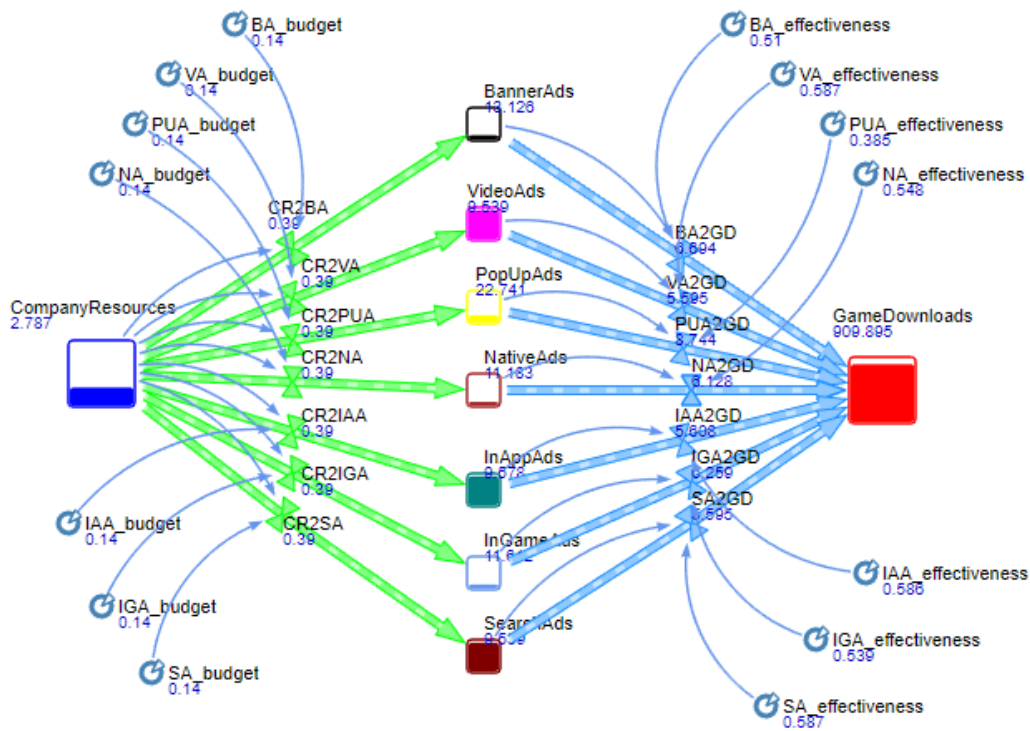 BA_budget
0.14
BA_effectiveness
0.51
VA_budget
0.14
VA_effectiveness
0.587
BannerAds
13.126
PUA_budget
0.14
PUA_effectiveness
0.385
NA_budget
0.14
NA_effectiveness
0.548
VideoAds
9.539
CR2BA
0.39
BA2GD
6.694
CR2VA
0.39
PopUpAds
22.741
VA2GD
5.595
CompanyResources
2.787
CR2PUA
0.39
PUA2GD
8.744
GameDownloads
909.895
CR2NA
0.39
NativeAds
11.183
NA2GD
6.128
CR2IAA
0.39
IAA2GD
5.608
InAppAds
CR2IGA
0.39
IGA2GD
6.259
SA2GD
5.595
CR2SA
0.39
IAA_budget
0.14
InGameAds
IAA_effectiveness
0.586
IGA_budget
0.14
SearchAds
9.539
IGA_effectiveness
0.539
SA_budget
0.14
SA_effectiveness
0.587